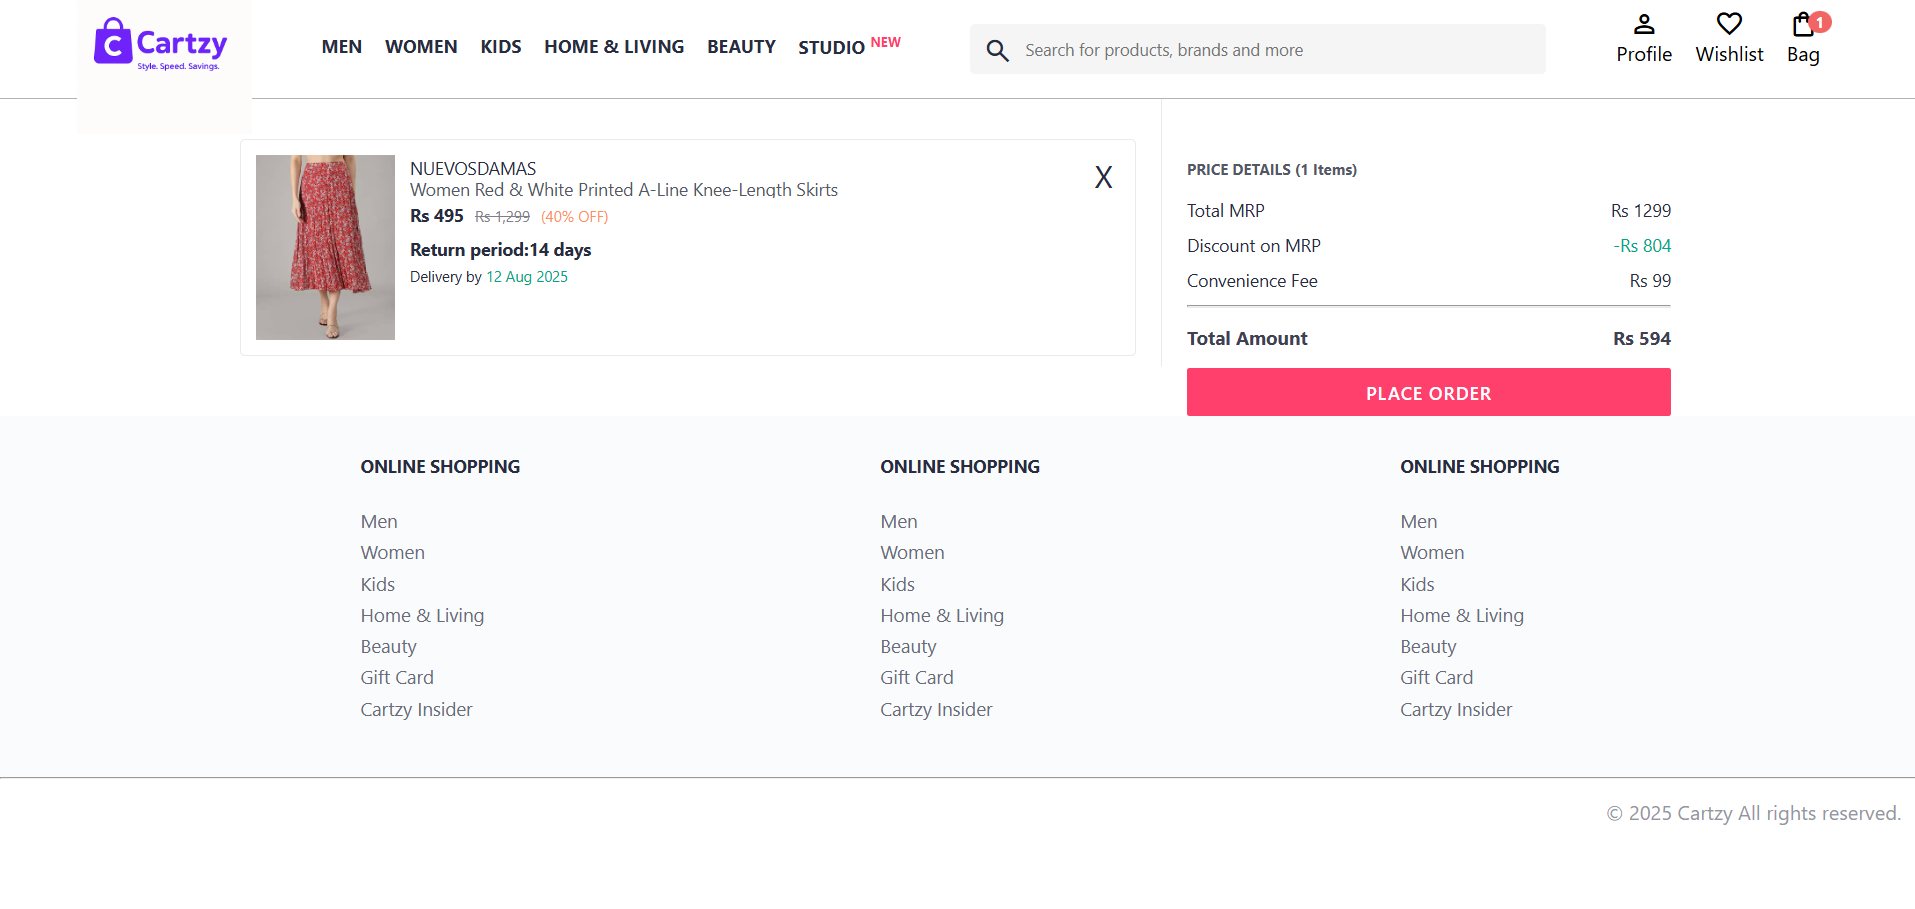 Cartzy
Style. Speed. Savings.
MEN WOMEN KIDS HOME & LIVING BEAUTY STUDIO NEW
Search for products, brands and more
Profile Wishlist Bag 1
NUEVOSDAMAS
Women Red & White Printed A-Line Knee-Length Skirts
Rs 495 Rs 1,299 (40% OFF)
Return period:14 days
Delivery by 12 Aug 2025
X
PRICE DETAILS (1 Items)
Total MRP Rs 1299
Discount on MRP -Rs 804
Convenience Fee Rs 99
Total Amount Rs 594
PLACE ORDER
ONLINE SHOPPING
Men
Women
Kids
Home & Living
Beauty
Gift Card
Cartzy Insider
ONLINE SHOPPING
Men
Women
Kids
Home & Living
Beauty
Gift Card
Cartzy Insider
ONLINE SHOPPING
Men
Women
Kids
Home & Living
Beauty
Gift Card
Cartzy Insider
© 2025 Cartzy All rights reserved.